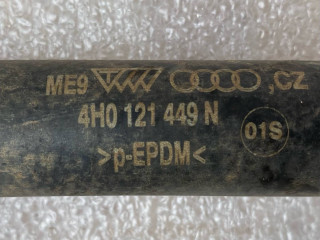 ME9 ,CZ
4H0 121 449 N
01S
>p-EPDM<